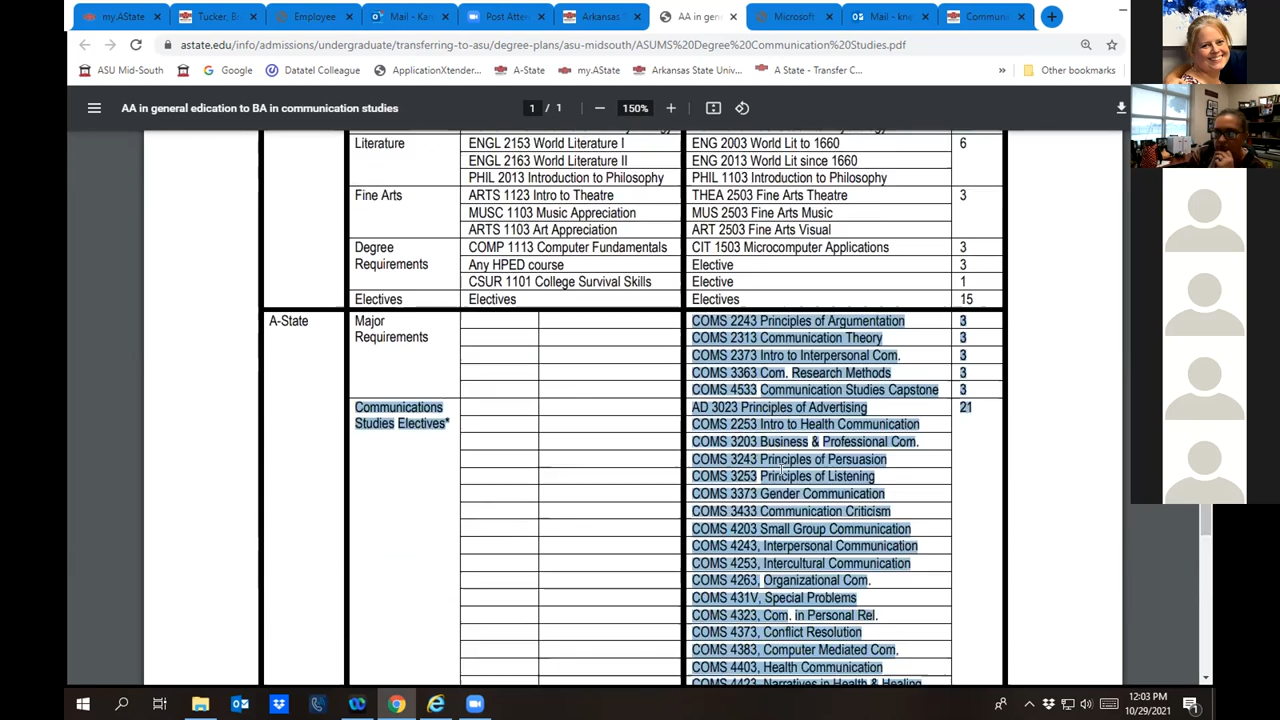 my.AState
Tucker, B
Employee
Mail - Ka
Post Atte
Arkansas
AA in gen
Microsoft
Mail - kn
Commun
astate.edu/info/admissions/undergraduate/transferring-to-asu/degree-plans/asu-midsouth/ASUMS%20Degree%20Communication%20Studies.pdf
ASU Mid-South
Google
Datatel Colleague
ApplicationXtender...
A-State
my.AState
Arkansas State Univ...
A State - Transfer C...
»
Other bookmarks
AA in general edication to BA in communication studies
1 / 1
150%
Literature ENGL 2153 World Literature I ENG 2003 World Lit to 1660 6
ENGL 2163 World Literature II ENG 2013 World Lit since 1660
PHIL 2013 Introduction to Philosophy PHIL 1103 Introduction to Philosophy
Fine Arts ARTS 1123 Intro to Theatre THEA 2503 Fine Arts Theatre 3
MUSC 1103 Music Appreciation MUS 2503 Fine Arts Music
ARTS 1103 Art Appreciation ART 2503 Fine Arts Visual
Degree COMP 1113 Computer Fundamentals CIT 1503 Microcomputer Applications 3
Requirements Any HPED course Elective 3
CSUR 1101 College Survival Skills Elective 1
Electives Electives Electives 15
A-State Major COMS 2243 Principles of Argumentation 3
Requirements COMS 2313 Communication Theory 3
COMS 2373 Intro to Interpersonal Com. 3
COMS 3363 Com. Research Methods 3
COMS 4533 Communication Studies Capstone 3
Communications AD 3023 Principles of Advertising 21
Studies Electives* COMS 2253 Intro to Health Communication
COMS 3203 Business & Professional Com.
COMS 3243 Principles of Persuasion
COMS 3253 Principles of Listening
COMS 3373 Gender Communication
COMS 3433 Communication Criticism
COMS 4203 Small Group Communication
COMS 4243, Interpersonal Communication
COMS 4253, Intercultural Communication
COMS 4263, Organizational Com.
COMS 431V, Special Problems
COMS 4323, Com. in Personal Rel.
COMS 4373, Conflict Resolution
COMS 4383, Computer Mediated Com.
COMS 4403, Health Communication
COMS 4423, Narratives in Health & Healing
12:03 PM
10/29/2021